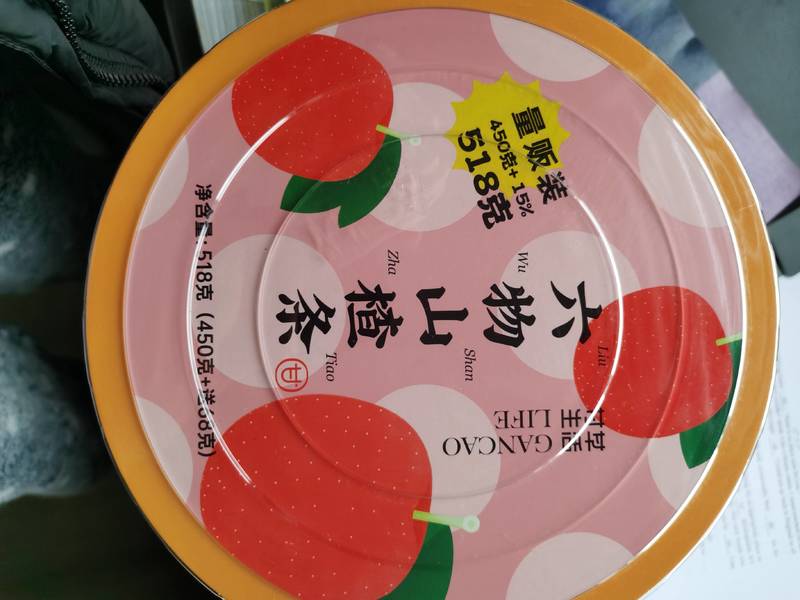 量贩装
450克+15%
518克
甘草
生活
GANCAO
LIFE
六物山楂条
Liu
Wu
Shan
Zha
Tiao
甘
净含量: 518克 (450克+送68克)